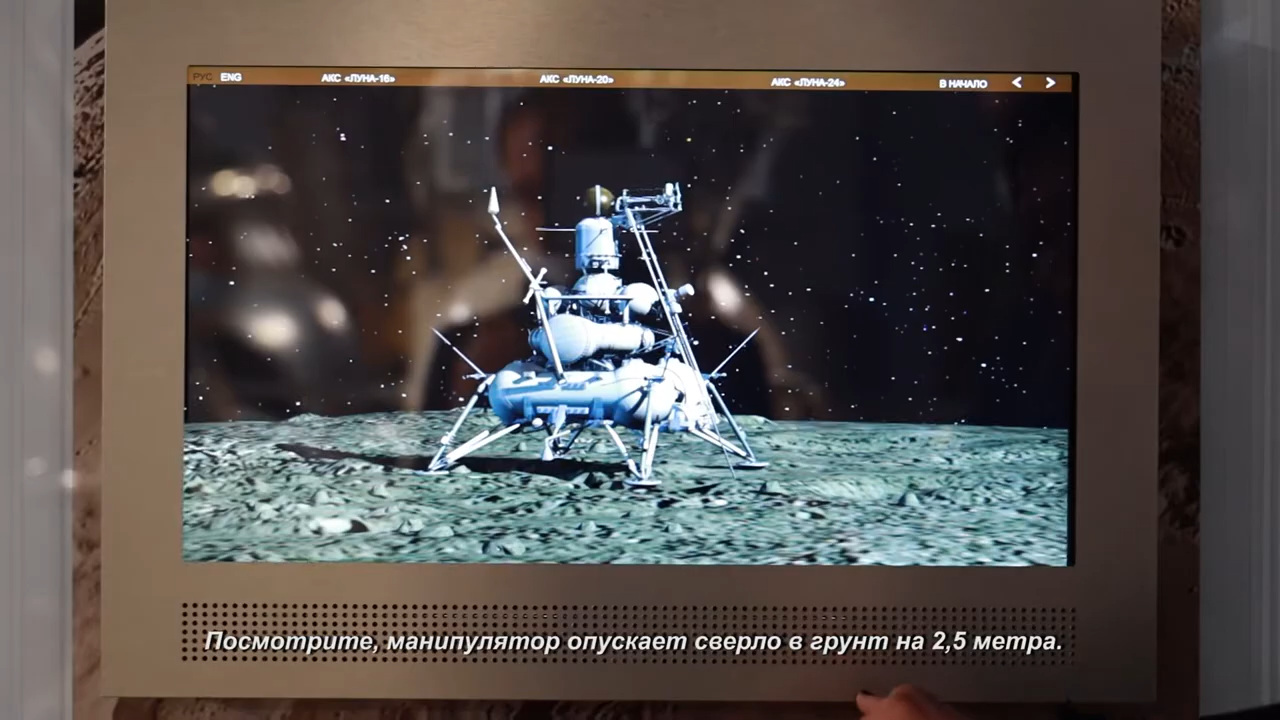 РУС ENG АКС «ЛУНА-16» АКС «ЛУНА-20» АКС «ЛУНА-24» В НАЧАЛО < >
Посмотрите, манипулятор опускает сверло в грунт на 2,5 метра.